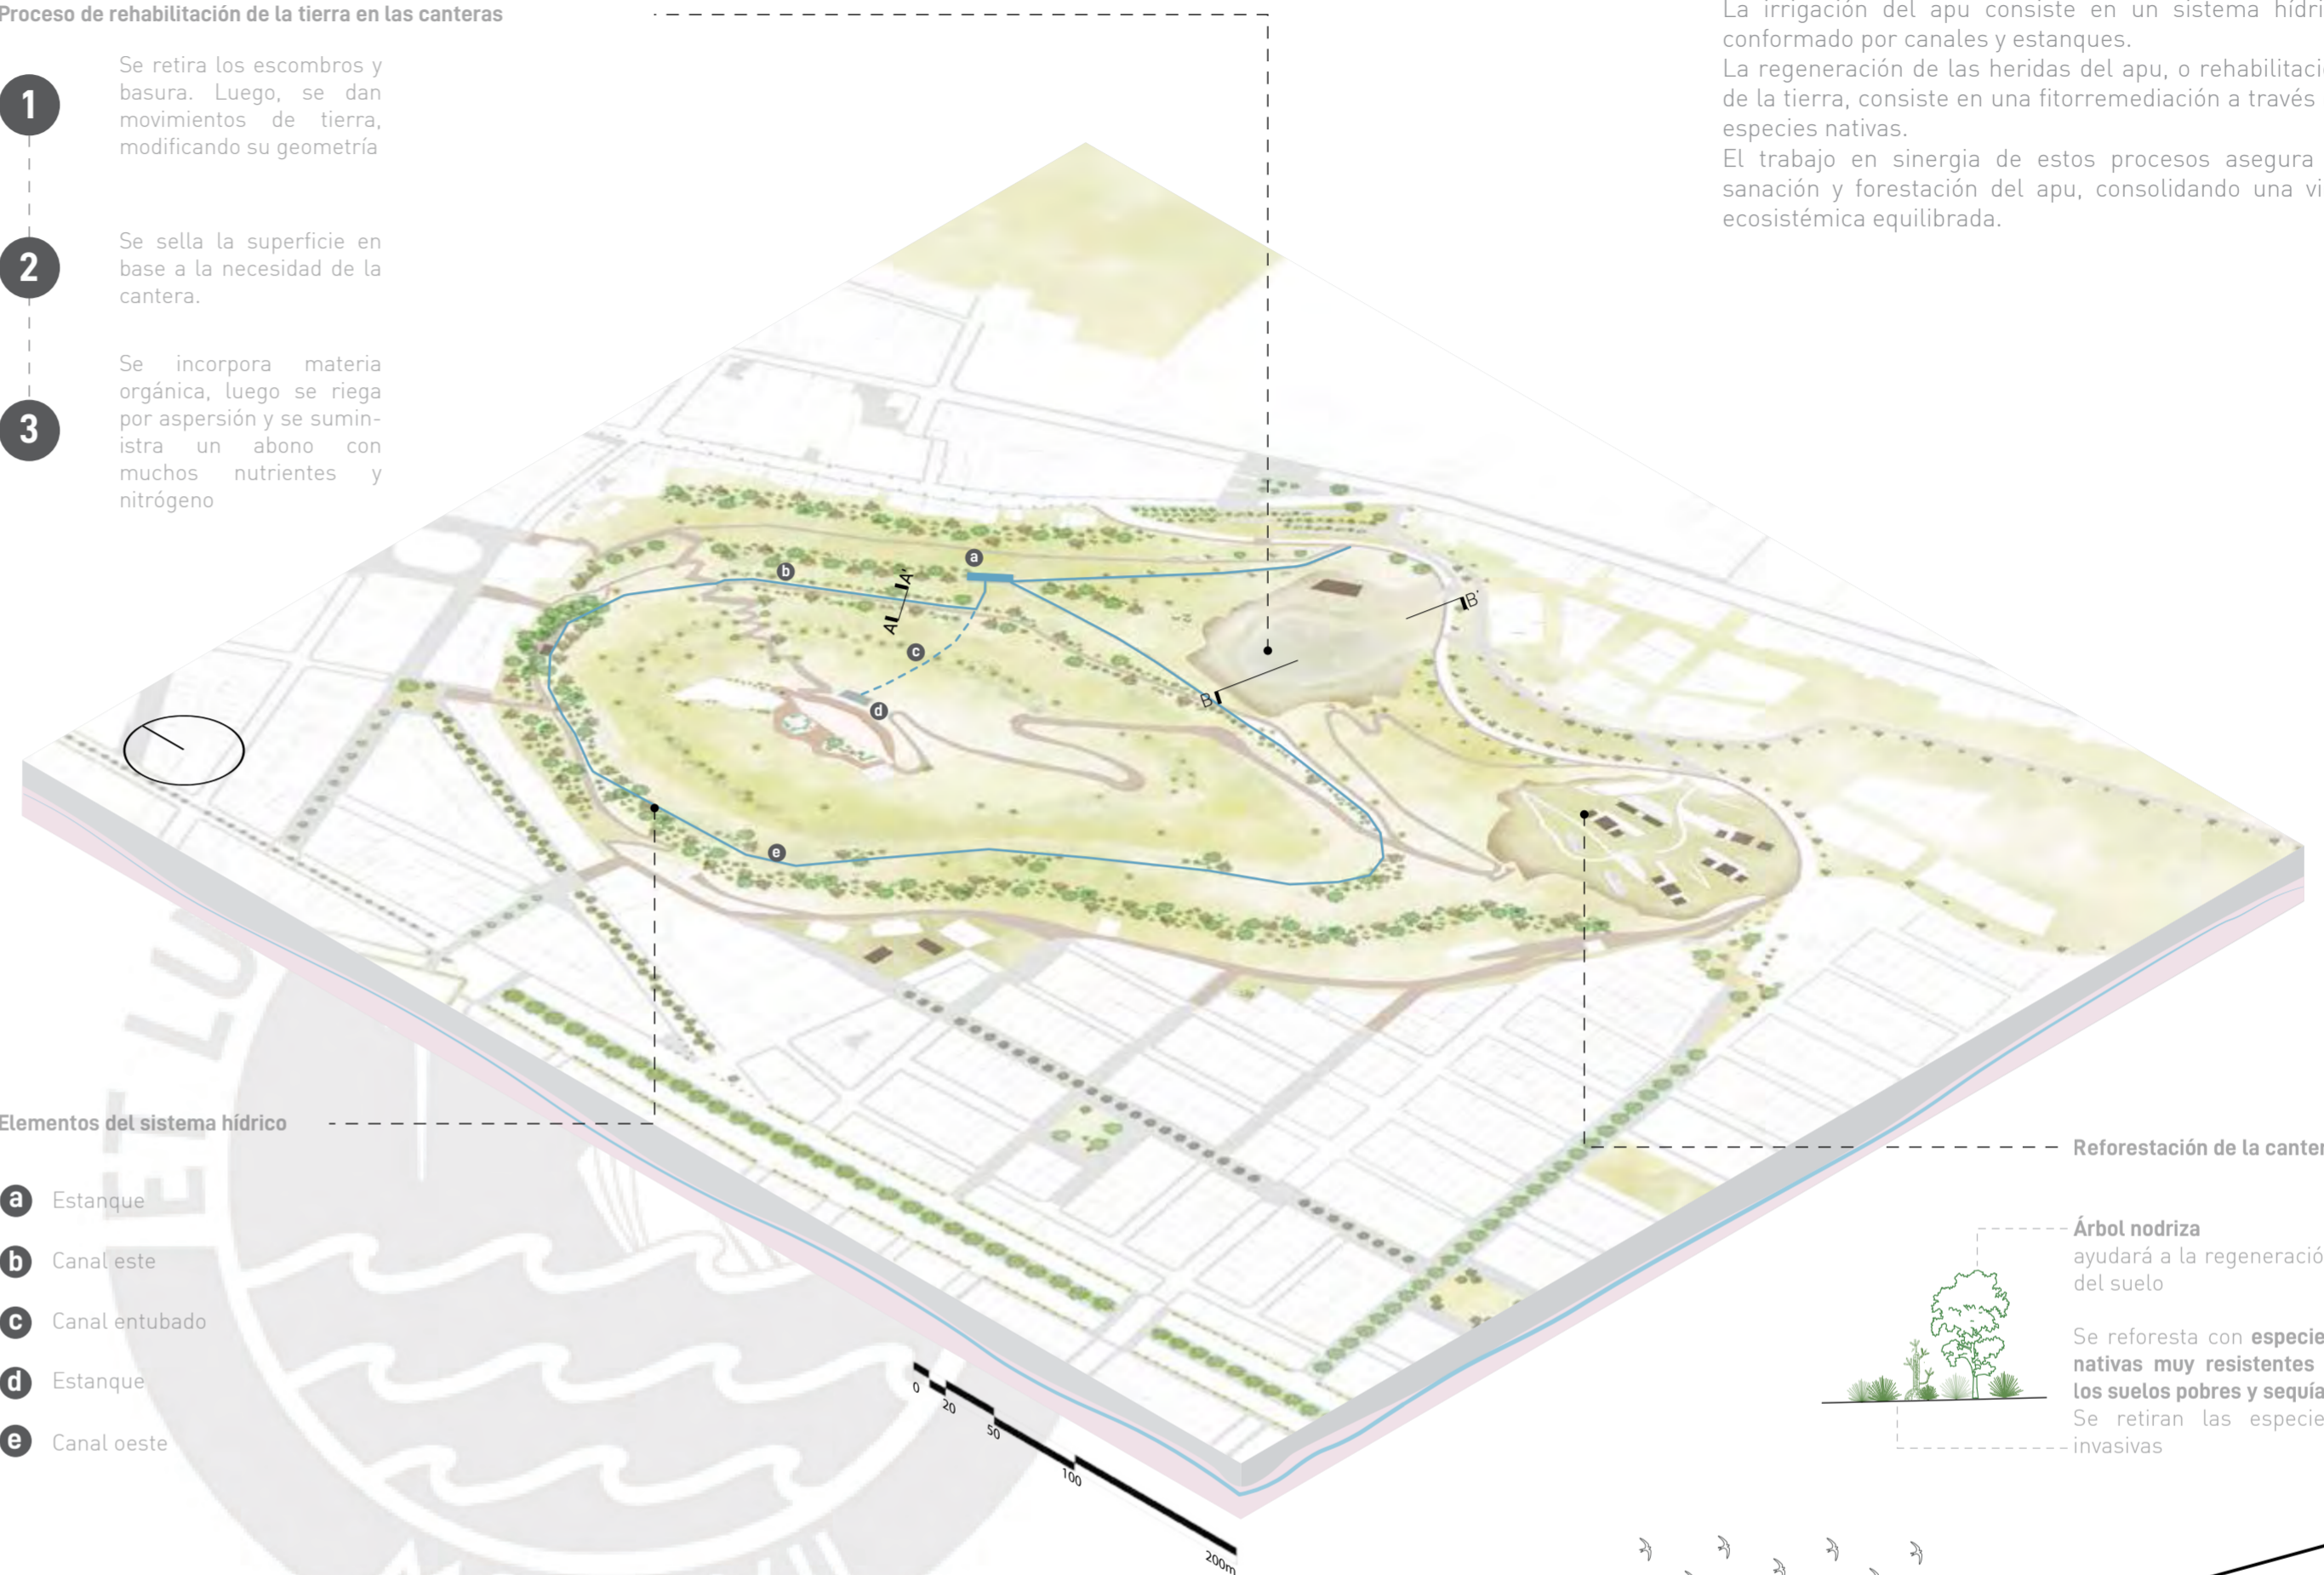 Proceso de rehabilitación de la tierra en las canteras
1
Se retira los escombros y
basura. Luego, se dan
movimientos de tierra,
modificando su geometría
2
Se sella la superficie en
base a la necesidad de la
cantera.
3
Se incorpora materia
orgánica, luego se riega
por aspersión y se sumin-
istra un abono con
muchos nutrientes y
nitrógeno
La irrigación del apu consiste en un sistema hídri
conformado por canales y estanques.
La regeneración de las heridas del apu, o rehabilitaci
de la tierra, consiste en una fitorremediación a través
especies nativas.
El trabajo en sinergia de estos procesos asegura
sanación y forestación del apu, consolidando una vi
ecosistémica equilibrada.
a
b
A'
A
c
d
e
B'
B
Elementos del sistema hídrico
a Estanque
b Canal este
c Canal entubado
d Estanque
e Canal oeste
ET LU
0
20
50
100
200m
Reforestación de la canter
Árbol nodriza
ayudará a la regeneració
del suelo
Se reforesta con especie
nativas muy resistentes
los suelos pobres y sequía
Se retiran las especie
invasivas